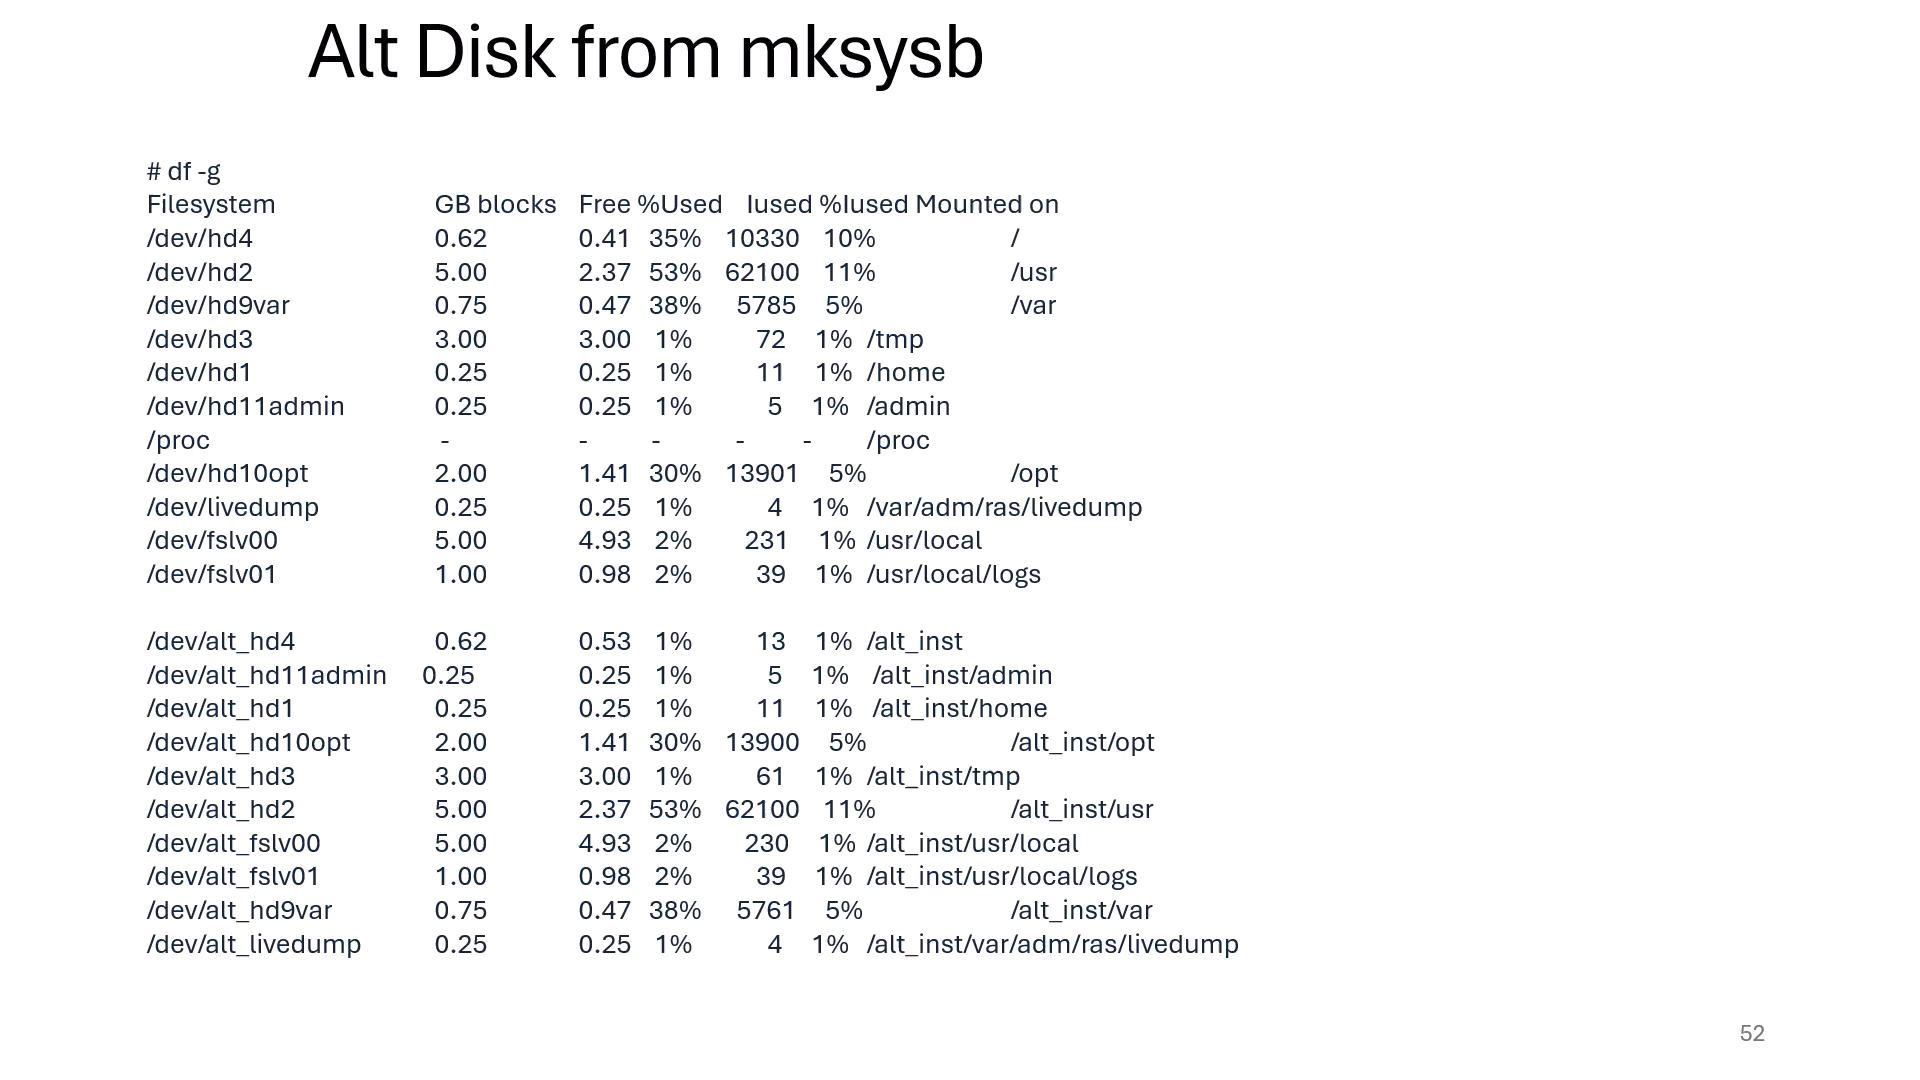 Alt Disk from mksysb
# df -g
Filesystem GB blocks Free %Used Iused %Iused Mounted on
/dev/hd4 0.62 0.41 35% 10330 10% /
/dev/hd2 5.00 2.37 53% 62100 11% /usr
/dev/hd9var 0.75 0.47 38% 5785 5% /var
/dev/hd3 3.00 3.00 1% 72 1% /tmp
/dev/hd1 0.25 0.25 1% 11 1% /home
/dev/hd11admin 0.25 0.25 1% 5 1% /admin
/proc - - - - - /proc
/dev/hd10opt 2.00 1.41 30% 13901 5% /opt
/dev/livedump 0.25 0.25 1% 4 1% /var/adm/ras/livedump
/dev/fslv00 5.00 4.93 2% 231 1% /usr/local
/dev/fslv01 1.00 0.98 2% 39 1% /usr/local/logs
/dev/alt_hd4 0.62 0.53 1% 13 1% /alt_inst
/dev/alt_hd11admin 0.25 0.25 1% 5 1% /alt_inst/admin
/dev/alt_hd1 0.25 0.25 1% 11 1% /alt_inst/home
/dev/alt_hd10opt 2.00 1.41 30% 13900 5% /alt_inst/opt
/dev/alt_hd3 3.00 3.00 1% 61 1% /alt_inst/tmp
/dev/alt_hd2 5.00 2.37 53% 62100 11% /alt_inst/usr
/dev/alt_fslv00 5.00 4.93 2% 230 1% /alt_inst/usr/local
/dev/alt_fslv01 1.00 0.98 2% 39 1% /alt_inst/usr/local/logs
/dev/alt_hd9var 0.75 0.47 38% 5761 5% /alt_inst/var
/dev/alt_livedump 0.25 0.25 1% 4 1% /alt_inst/var/adm/ras/livedump
52